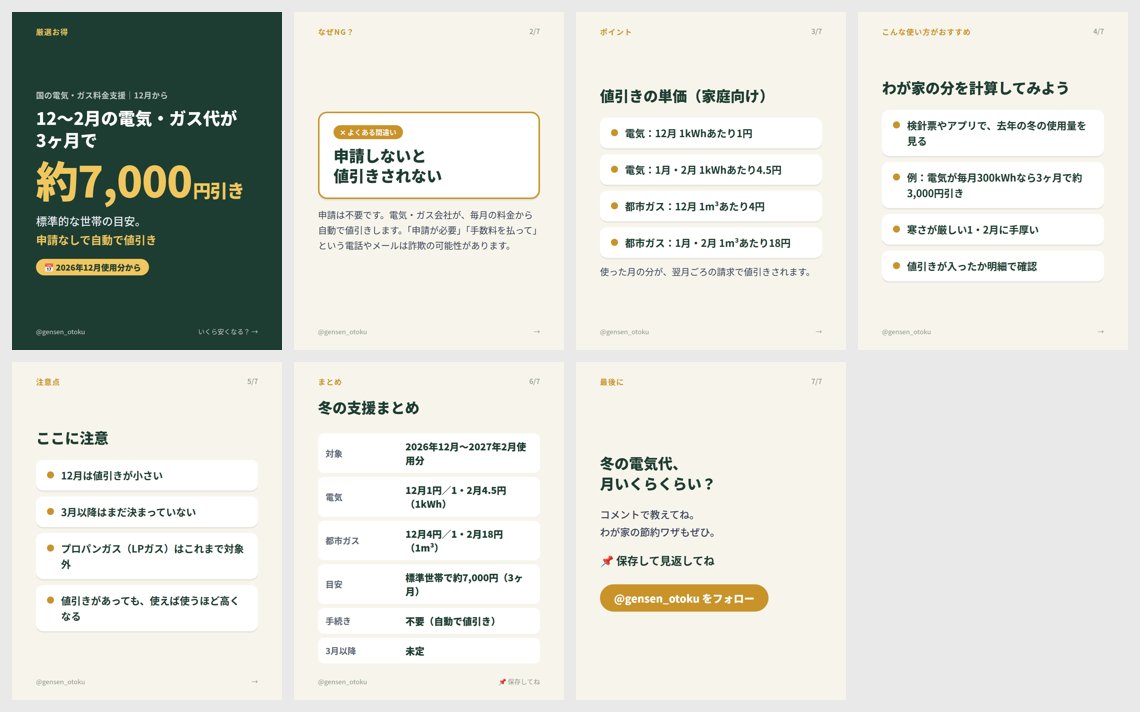 厳選お得
国の電気・ガス料金支援｜12月から
12〜2月の電気・ガス代が
3ヶ月で
約7,000円引き
標準的な世帯の目安。
申請なしで自動で値引き
📅 2026年12月使用分から
@gensen_otoku
いくら安くなる？→
なぜNG？
2/7
× よくある間違い
申請しないと
値引きされない
申請は不要です。電気・ガス会社が、毎月の料金から
自動で値引きします。「申請が必要」「手数料を払って」
という電話やメールは詐欺の可能性があります。
@gensen_otoku
→
ポイント
3/7
値引きの単価（家庭向け）
電気：12月 1kWhあたり1円
電気：1月・2月 1kWhあたり4.5円
都市ガス：12月 1m³あたり4円
都市ガス：1月・2月 1m³あたり18円
使った月の分が、翌月ごろの請求で値引きされます。
@gensen_otoku
→
こんな使い方がおすすめ
4/7
わが家の分を計算してみよう
検針票やアプリで、去年の冬の使用量を
見る
例：電気が毎月300kWhなら3ヶ月で約
3,000円引き
寒さが厳しい1・2月に手厚い
値引きが入ったか明細で確認
@gensen_otoku
→
注意点
5/7
ここに注意
12月は値引きが小さい
3月以降はまだ決まっていない
プロパンガス（LPガス）はこれまで対象
外
値引きがあっても、使えば使うほど高く
なる
@gensen_otoku
→
まとめ
6/7
冬の支援まとめ
対象
2026年12月〜2027年2月使
用分
電気
12月1円／1・2月4.5円
（1kWh）
都市ガス
12月4円／1・2月18円
（1m³）
目安
標準世帯で約7,000円（3ヶ
月）
手続き
不要（自動で値引き）
3月以降
未定
@gensen_otoku
📌 保存してね
最後に
7/7
冬の電気代、
月いくらくらい？
コメントで教えてね。
わが家の節約ワザもぜひ。
📌 保存して見返してね
@gensen_otoku をフォロー